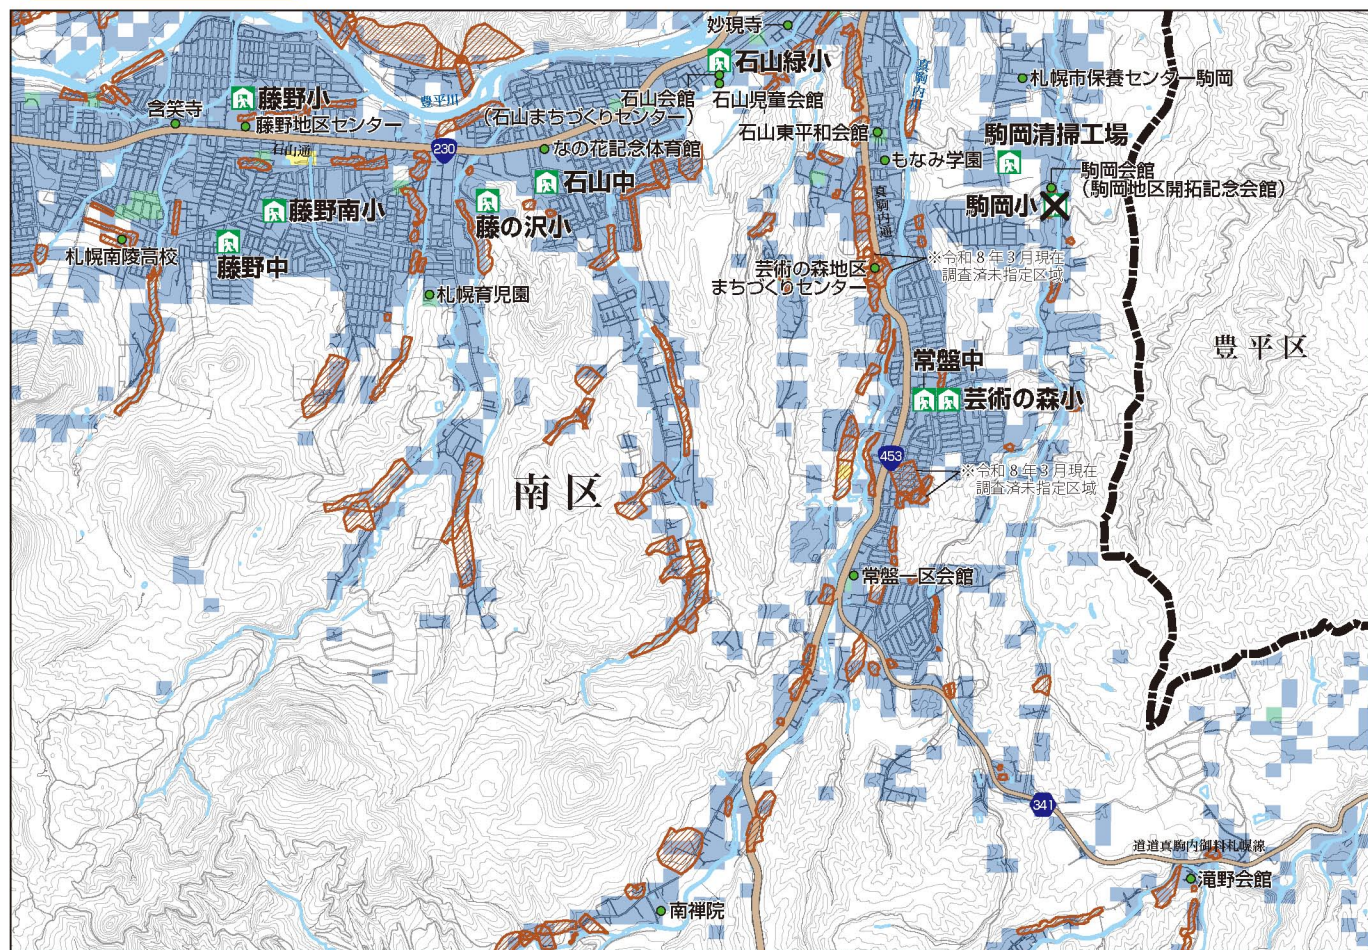 妙現寺
石山緑小
札幌市保養センター駒岡
真駒内川
豊平川
含笑寺
藤野小
石山会館
(石山まちづくりセンター)
石山児童会館
藤野地区センター
石山通
230
石山東平和会館
駒岡清掃工場
なの花記念体育館
もなみ学園
駒岡会館
(駒岡地区開拓記念会館)
石山中
真駒内通
藤野南小
藤の沢小
駒岡小
札幌南陵高校
藤野中
※令和8年3月現在
調査済未指定区域
芸術の森地区
まちづくりセンター
札幌育児園
豊平区
常盤中
芸術の森小
453
※令和8年3月現在
調査済未指定区域
南区
常盤一区会館
341
道道真駒内御料札幌線
滝野会館
南禅院